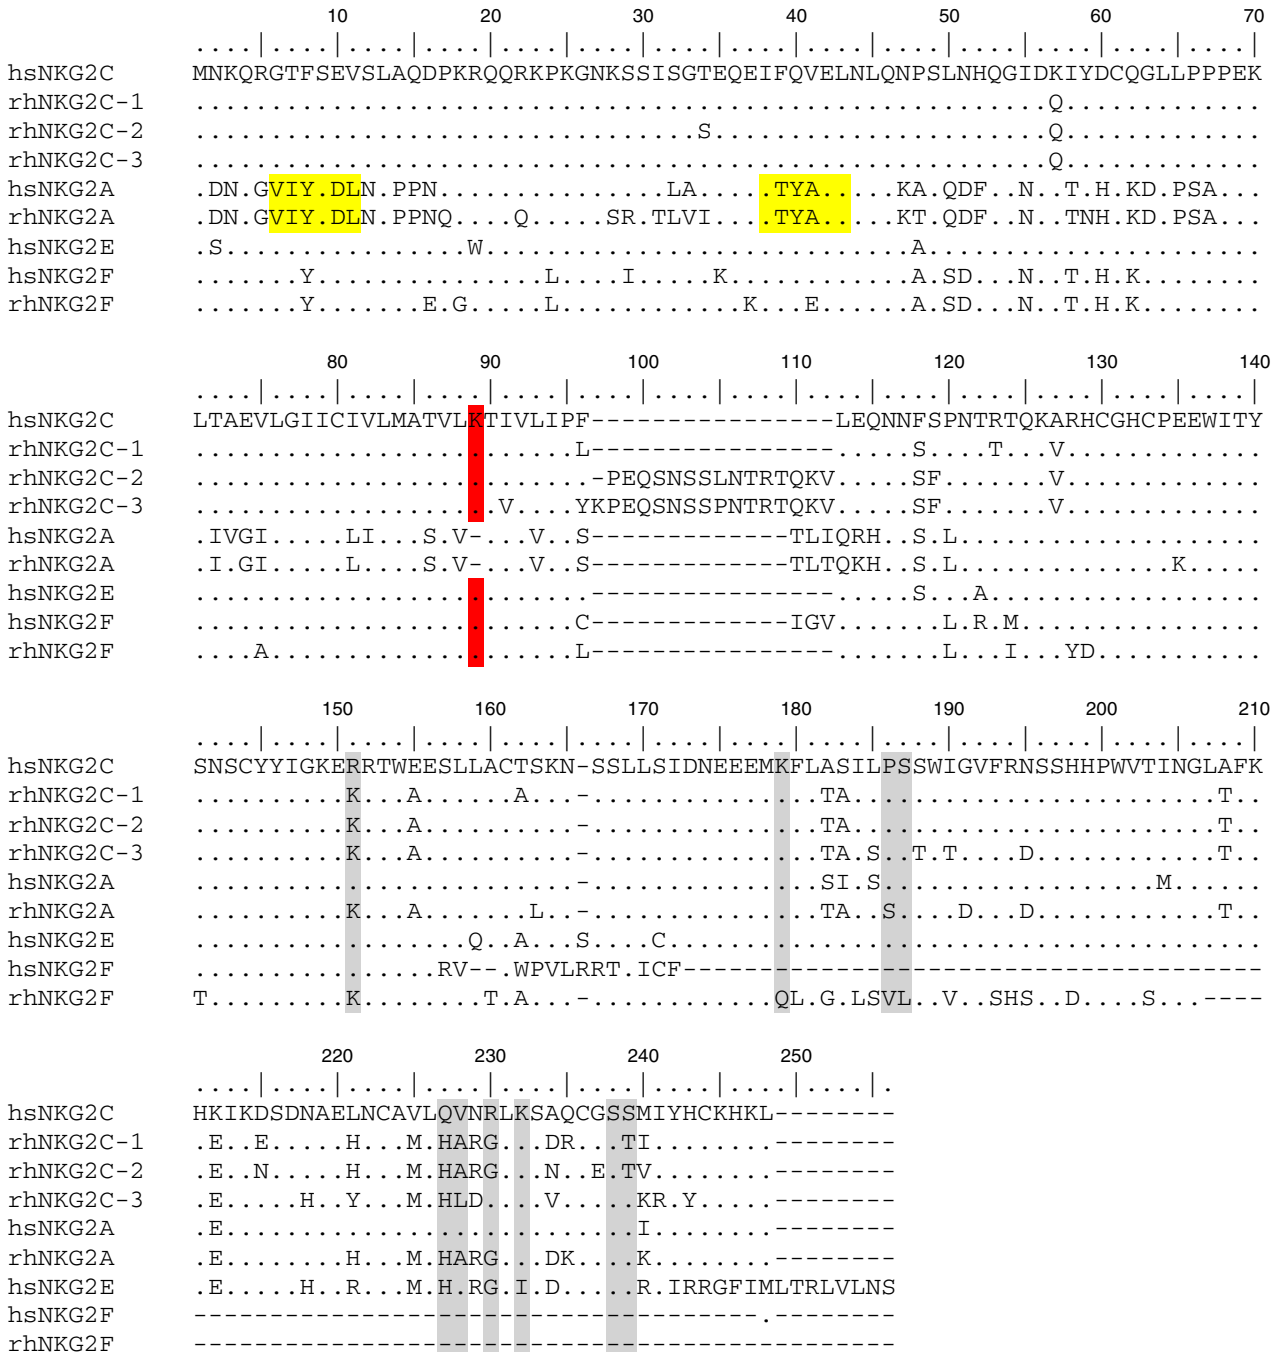 10 20 30 40 50 60 70
....|....|....|....|....|....|....|....|....|....|....|....|....|....|
hsNKG2C MNKQRGTFSEVSLAQDPKRQQRKPKGNKSSISGTEQEIFQVELNLQNPSLNHQGIDKIYDCQGLLPPPEK
rhNKG2C-1 ........................................................Q.............
rhNKG2C-2 .................................S......................Q.............
rhNKG2C-3 ........................................................Q.............
hsNKG2A .DN.GVIY.DLN.PPN...............LA.....TYA.....KA.QDF..N..T.H.KD.PSA..
rhNKG2A .DN.GVIY.DLN.PPNQ....Q.....SR.TLVI....TYA.....KT.QDF..N..TNH.KD.PSA..
hsNKG2E .S................W............................A......................
hsNKG2F .......Y...............L....I.....K............A.SD...N..T.H.K........
rhNKG2F .......Y.......E.G.....L............K...E......A.SD...N..T.H.K........
80 90 100 110 120 130 140
....|....|....|....|....|....|....|....|....|....|....|....|....|....|
hsNKG2C LTAEVLGIICIVLMATVLKTIVLIPF----------------LEQNNFSPNTRTQKARHCGHCPEEWITY
rhNKG2C-1 .........................L----------------.....S....T...V.............
rhNKG2C-2 ..........................-PEQSNSSLNTRTQKV.....SF.......V.............
rhNKG2C-3 ....................V....YKPEQSNSSPNTRTQKV.....SF.......V.............
hsNKG2A .IVGI.....LI...S.V-...V..S-------------TLIQRH..S.L....................
rhNKG2A .I.GI.....L....S.V-...V..S-------------TLTQKH..S.L..............K.....
hsNKG2E ..........................----------------.....S...A..................
hsNKG2F .........................C-------------IGV.......L.R.M................
rhNKG2F ....A....................L----------------.......L...I...YD...........
150 160 170 180 190 200 210
....|....|....|....|....|....|....|....|....|....|....|....|....|....|
hsNKG2C SNSCYYIGKERRTWEESLLACTSKN-SSLLSIDNEEEMKFLASILPSSWIGVFRNSSHHPWVTINGLAFK
rhNKG2C-1 ..........K...A......A...-...............TA........................T..
rhNKG2C-2 ..........K...A..........-...............TA........................T..
rhNKG2C-3 ..........K...A..........-...............TA.S..T.T....D............T..
hsNKG2A .........................-...............SI.S..................M......
rhNKG2A ..........K...A.......L..-...............TA..S....D...D............T..
hsNKG2E ..................Q..A...S....C.......................................
hsNKG2F ................RV--.WPVLRRT.ICF--------------------------------------
rhNKG2F T.........K........T.A...-............QL.G.LSVL..V..SHS..D....S...----
220 230 240 250
....|....|....|....|....|....|....|....|....|.
hsNKG2C HKIKDSDNAELNCAVLQVNRLKSAQCGSSMIYHCKHKL--------
rhNKG2C-1 .E..E.....H...M.HARG...DR...TI.........--------
rhNKG2C-2 .E..N.....H...M.HARG...N..E.TV.........--------
rhNKG2C-3 .E.....H..Y...M.HLD....V.....KR.Y......--------
hsNKG2A .E...........................I.........--------
rhNKG2A .E........H...M.HARG...DK....K.........--------
hsNKG2E .E.....H..R...M.H.RG.I.D.....R.IRRGFIMLTRLVLNS
hsNKG2F -------------------------------------.--------
rhNKG2F ----------------------------------------------